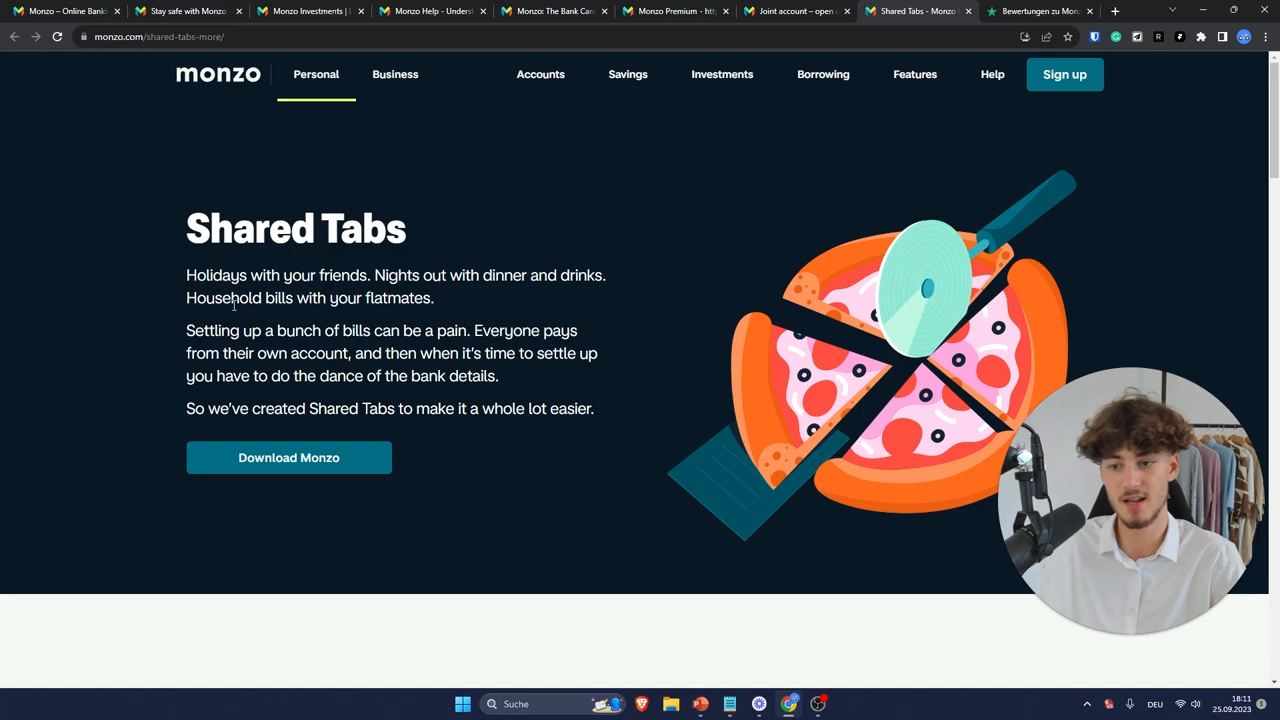 Monzo – Online Banki
Stay safe with Monzo
Monzo Investments | L
Monzo Help - Underst
Monzo: The Bank Card
Monzo Premium - htt
Joint account – open o
Shared Tabs - Monzo
Bewertungen zu Monz
monzo.com/shared-tabs-more/
monzo
Personal
Business
Accounts
Savings
Investments
Borrowing
Features
Help
Sign up
Shared Tabs
Holidays with your friends. Nights out with dinner and drinks.
Household bills with your flatmates.
Settling up a bunch of bills can be a pain. Everyone pays
from their own account, and then when it's time to settle up
you have to do the dance of the bank details.
So we've created Shared Tabs to make it a whole lot easier.
Download Monzo
Suche
DEU
18:11
25.09.2023